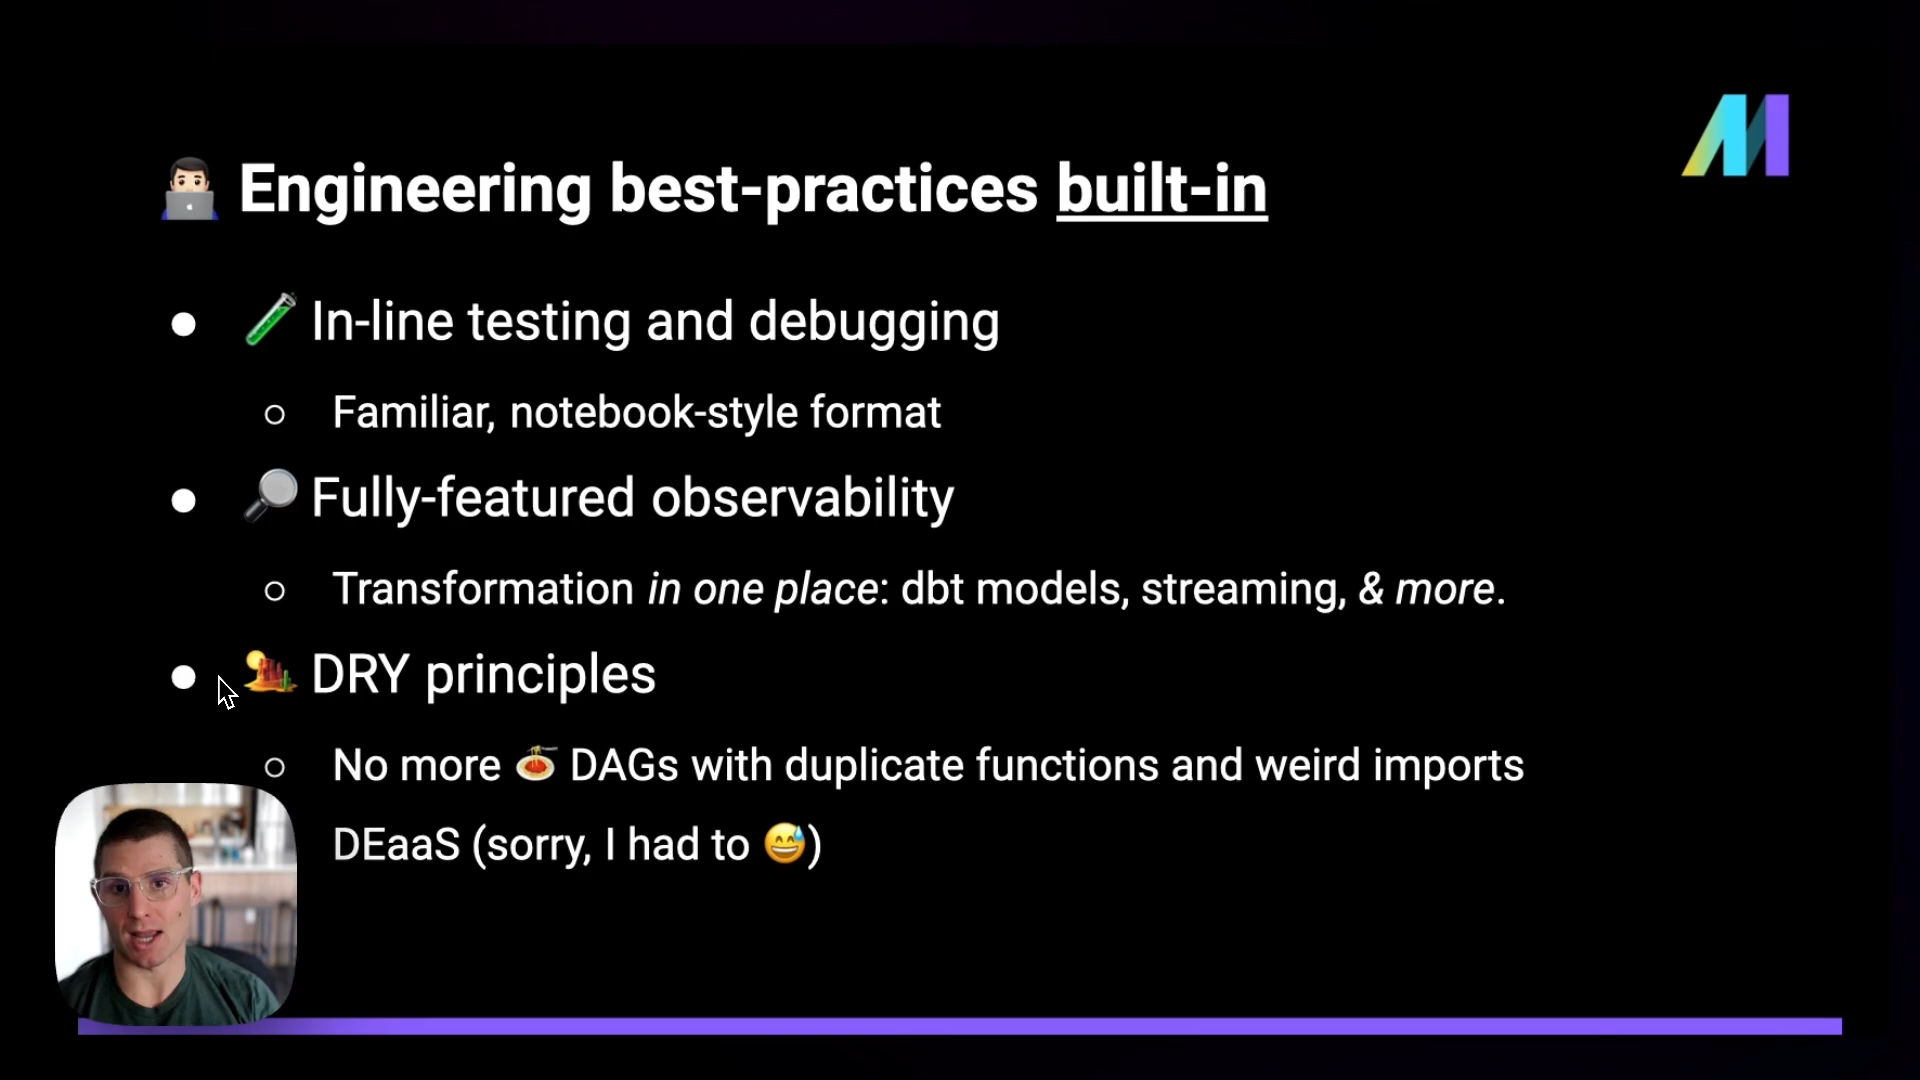 👨🏻‍💻 Engineering best-practices built-in
● 🧪 In-line testing and debugging
○ Familiar, notebook-style format
● 🔎 Fully-featured observability
○ Transformation in one place: dbt models, streaming, & more.
● 🏜️ DRY principles
○ No more 🍝 DAGs with duplicate functions and weird imports
DEaaS (sorry, I had to 😅)